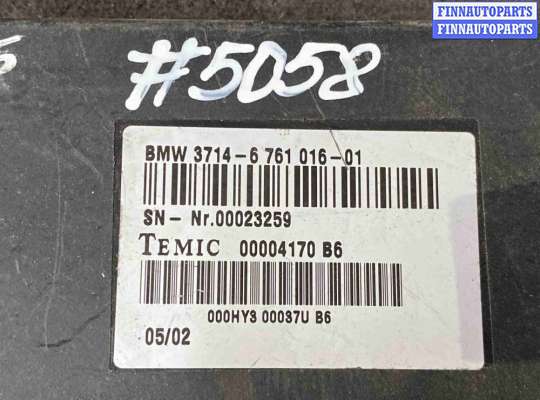 FINNAUTOPARTS
FINNAUTOPARTS
#5058
BMW 3714-6 761 016-01
SN- Nr.00023259
TEMIC 00004170 B6
000HY3 00037U B6
05/02